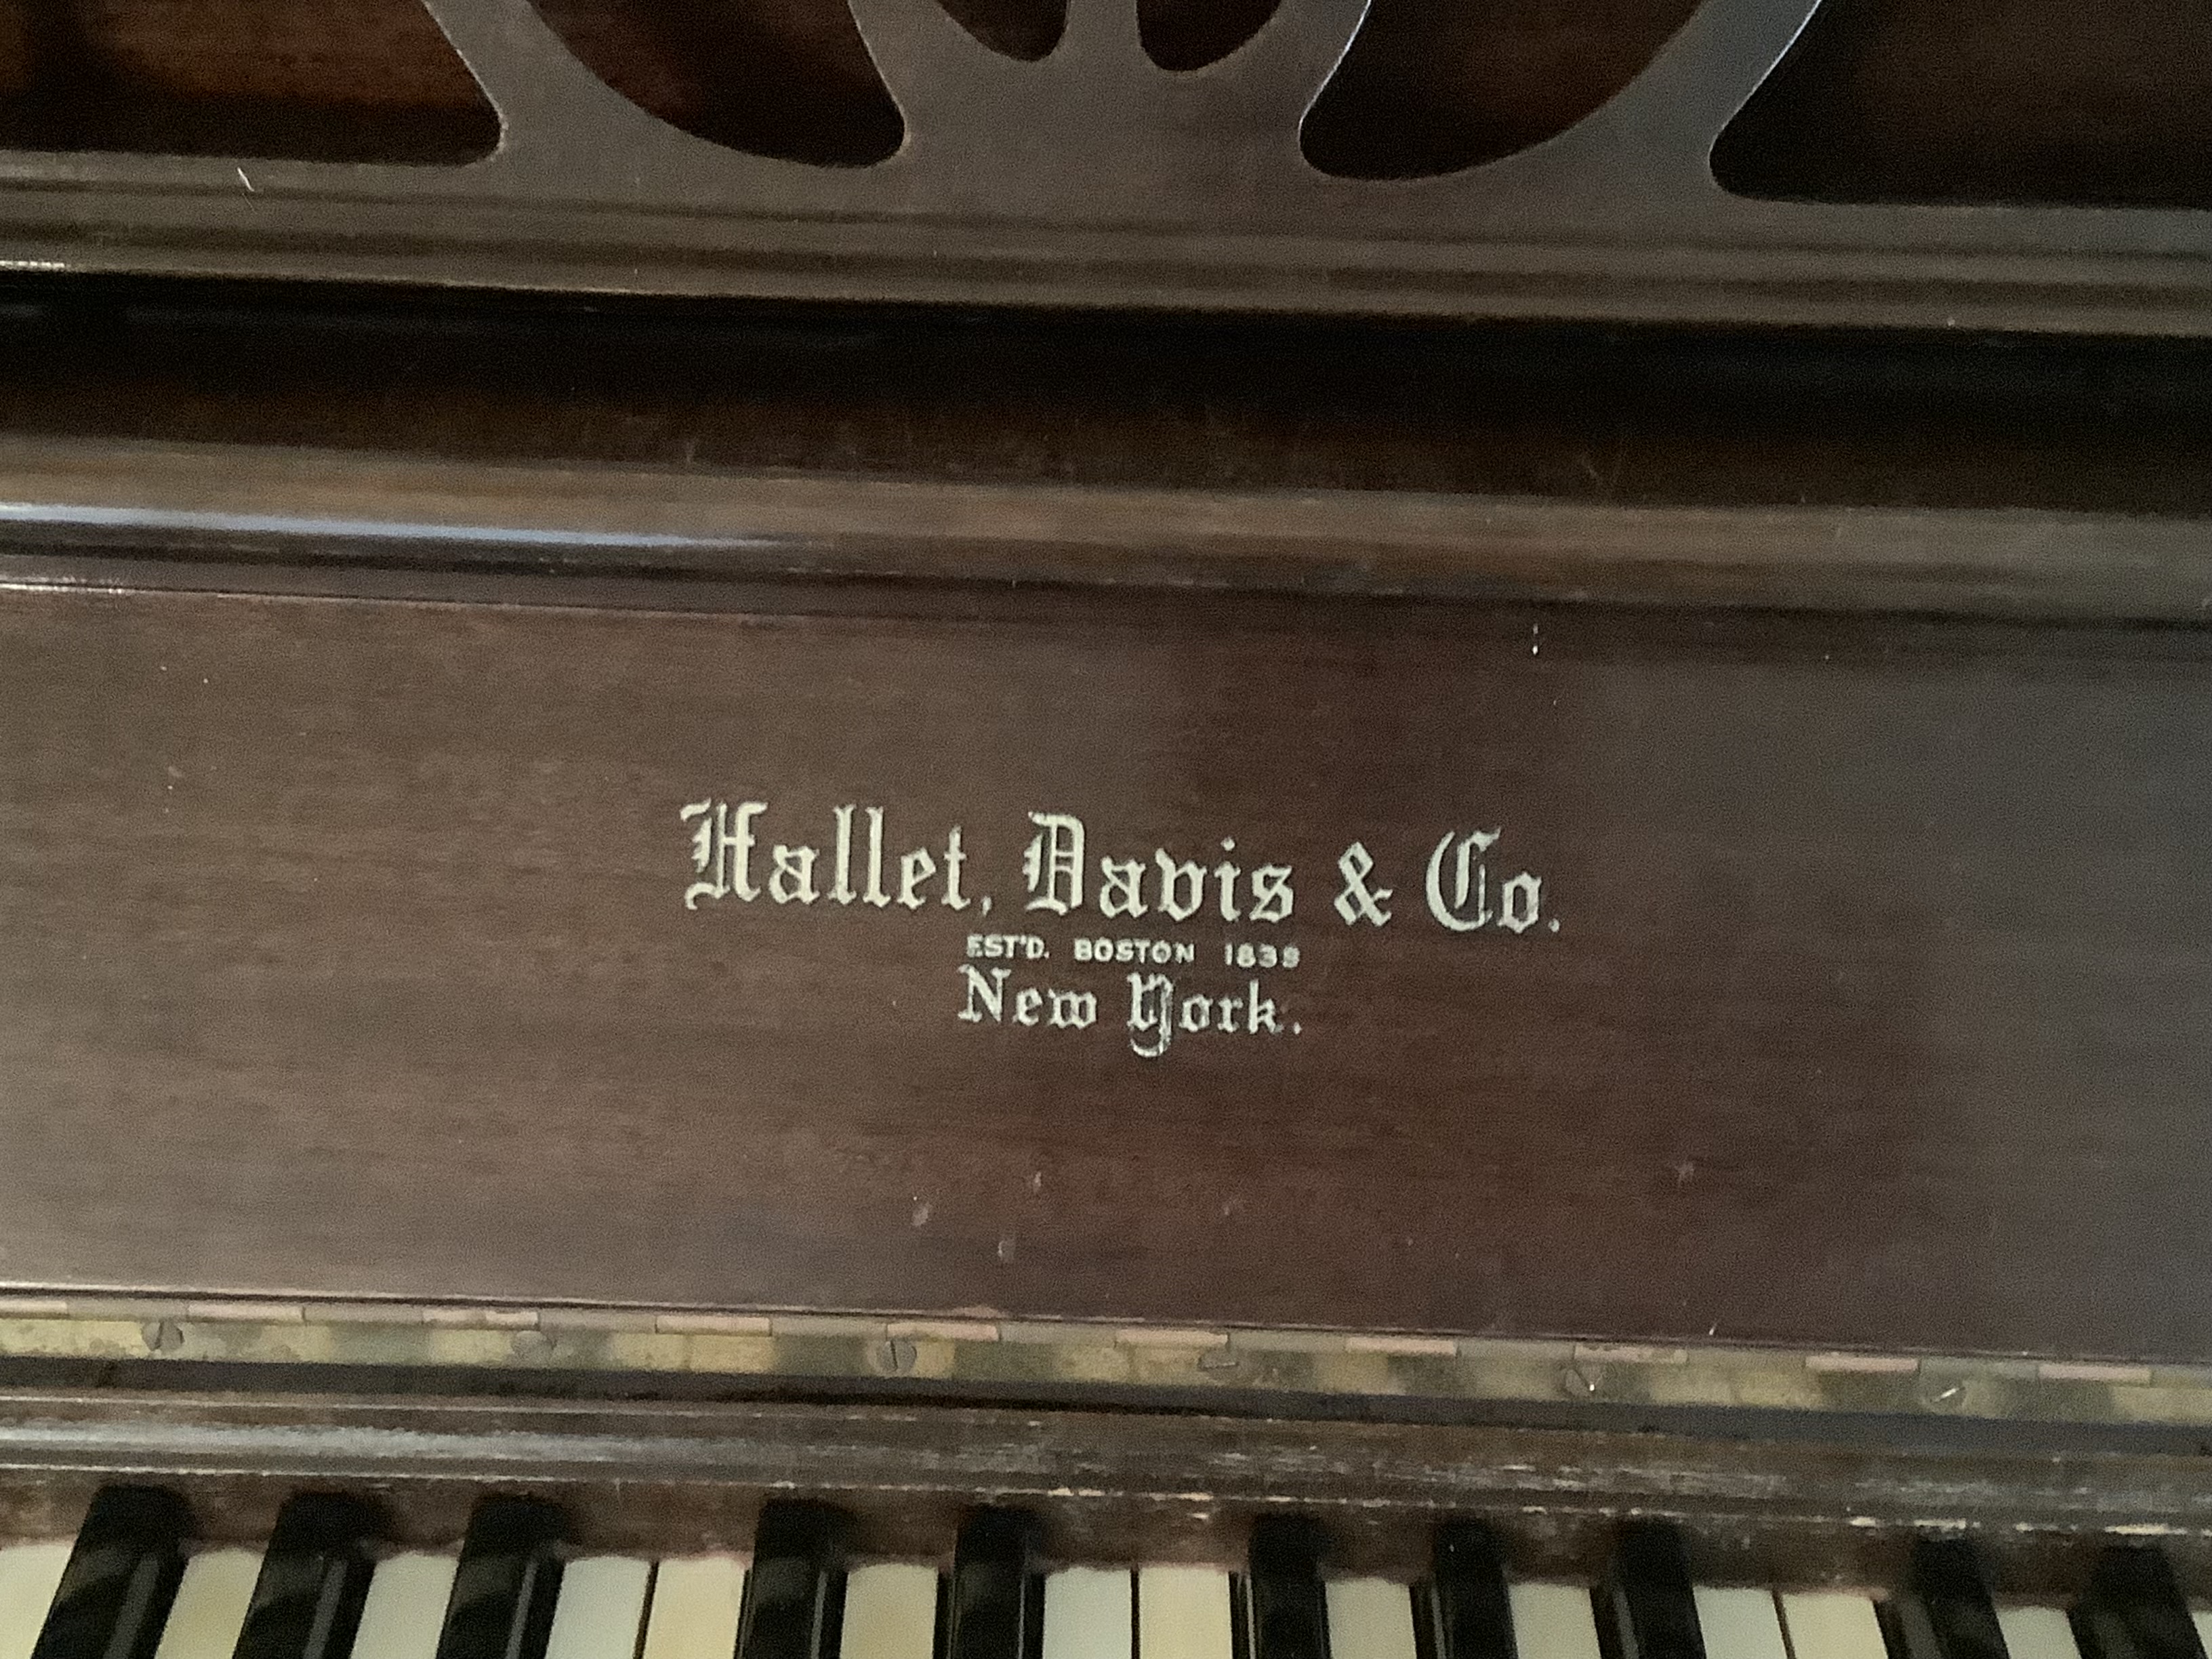 Hallet, Davis & Co.
EST'D. BOSTON 1839
New York.